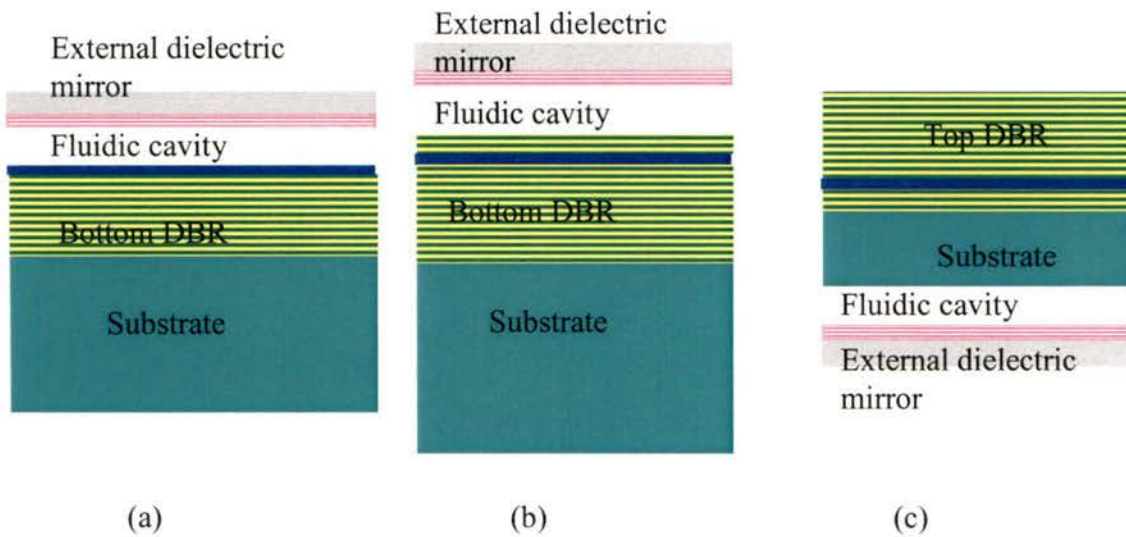 External dielectric
mirror
Fluidic cavity
Bottom DBR
Substrate
(a)
External dielectric
mirror
Fluidic cavity
Bottom DBR
Substrate
(b)
Top DBR
Substrate
Fluidic cavity
External dielectric
mirror
(c)